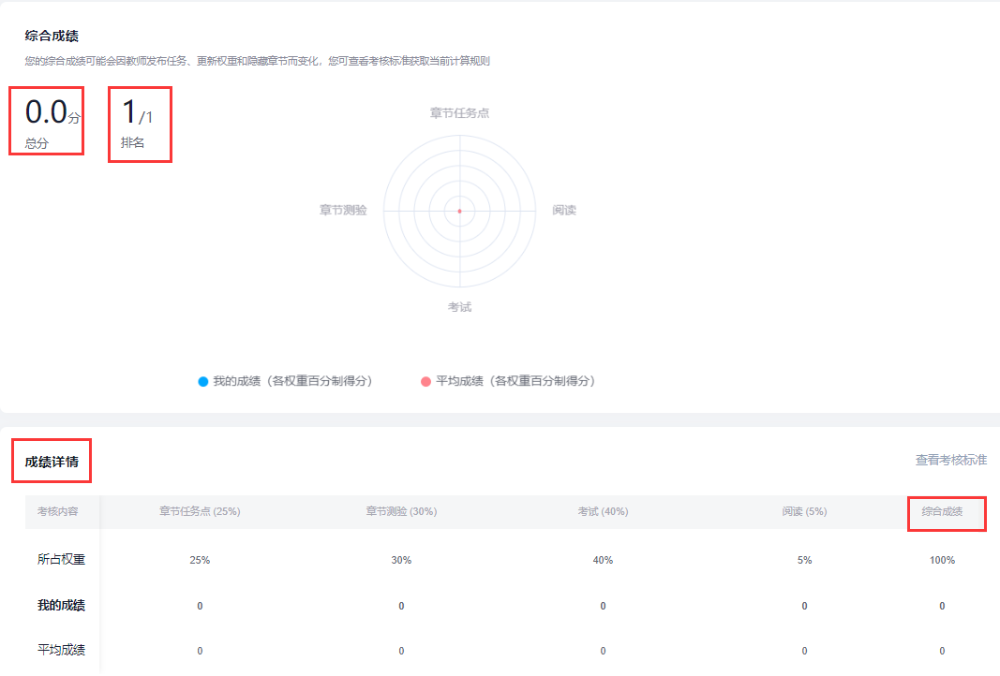 综合成绩
您的综合成绩可能会因教师发布任务、更新权重和隐藏章节而变化，您可查看考核标准获取当前计算规则
0.0分 1/1
总分 排名
章节任务点
章节测验 阅读
考试
我的成绩（各权重百分制得分） 平均成绩（各权重百分制得分）
成绩详情 查看考核标准
考核内容 章节任务点 (25%) 章节测验 (30%) 考试 (40%) 阅读 (5%) 综合成绩
所占权重 25% 30% 40% 5% 100%
我的成绩 0 0 0 0 0
平均成绩 0 0 0 0 0